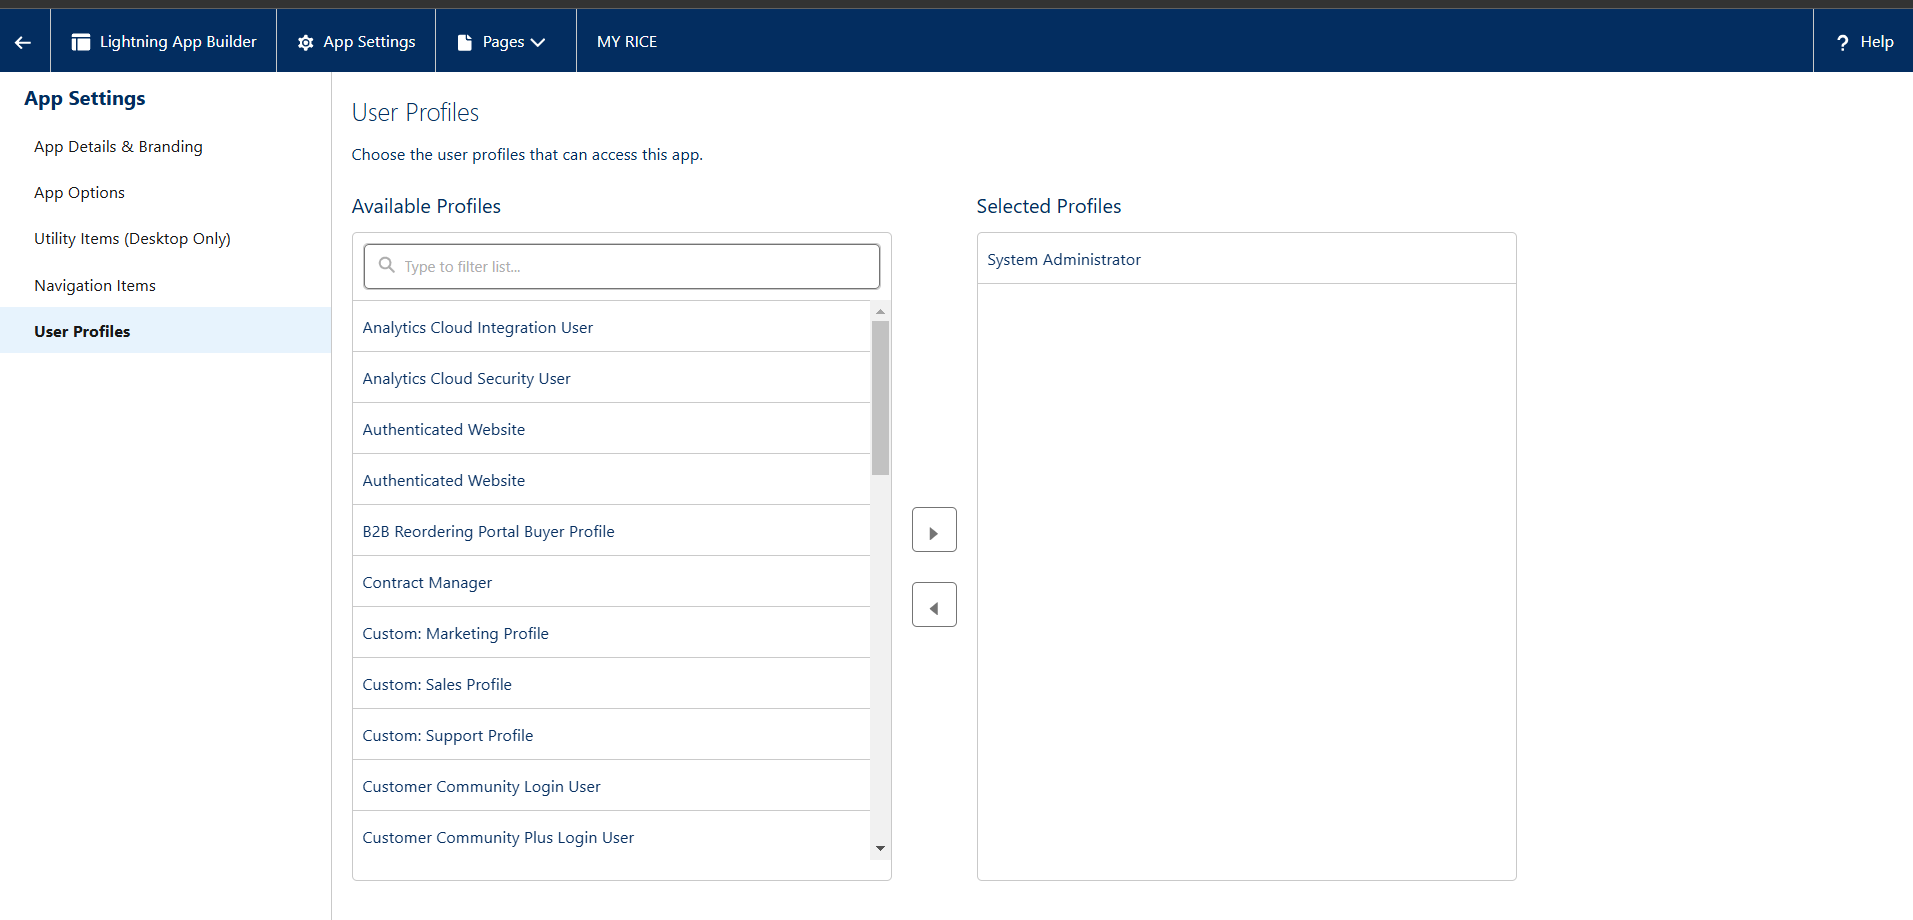 Lightning App Builder
App Settings
Pages
MY RICE
? Help
App Settings
App Details & Branding
App Options
Utility Items (Desktop Only)
Navigation Items
User Profiles
User Profiles
Choose the user profiles that can access this app.
Available Profiles
Type to filter list...
Analytics Cloud Integration User
Analytics Cloud Security User
Authenticated Website
Authenticated Website
B2B Reordering Portal Buyer Profile
Contract Manager
Custom: Marketing Profile
Custom: Sales Profile
Custom: Support Profile
Customer Community Login User
Customer Community Plus Login User
Selected Profiles
System Administrator